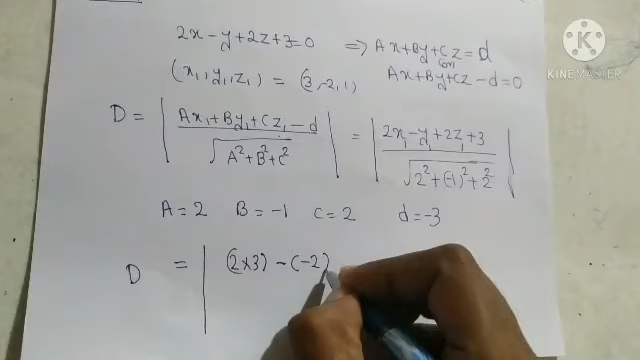 2x-y+2z+3=0 ⇒ Ax+By+Cz=d
(or)
(x₁,y₁,z₁) = (3,-2,1) Ax+By+Cz-d=0
KINEMASTER
D = | Ax₁+By₁+Cz₁-d / √(A²+B²+C²) | = | 2x₁-y₁+2z₁+3 / √(2²+(-1)²+2²) |
A=2 B=-1 C=2 d=-3
D = | (2×3) - (-2)